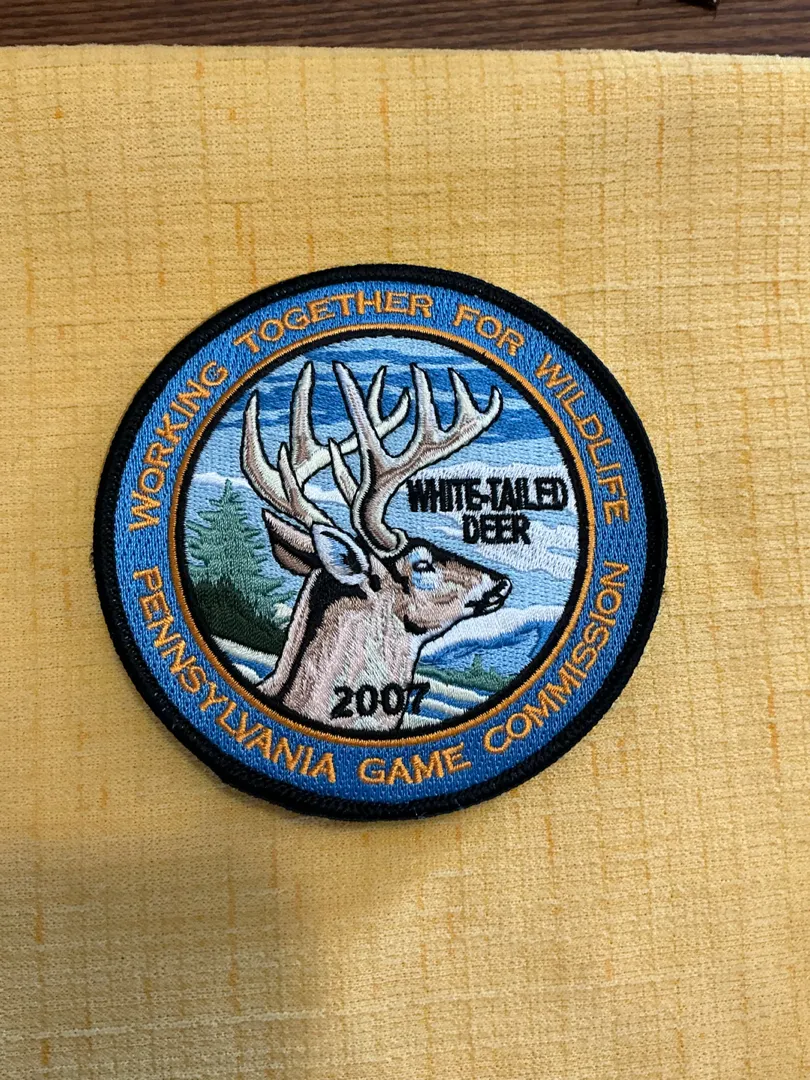 WORKING TOGETHER FOR WILDLIFE
WHITE-TAILED
DEER
2007
PENNSYLVANIA GAME COMMISSION